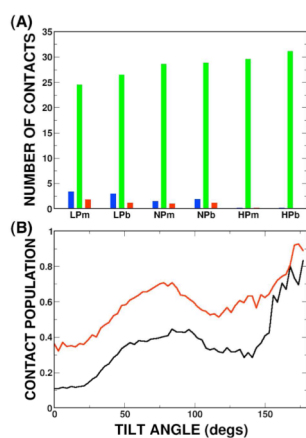 (A)
NUMBER OF CONTACTS
35
30
25
20
15
10
5
0
LPm LPb NPm NPb HPm HPb
(B)
CONTACT POPULATION
1
0.8
0.6
0.4
0.2
0
0 50 100 150
TILT ANGLE (degs)